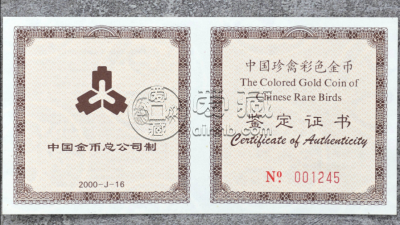 中国金币总公司制
2000-J-16
中国珍禽彩色金币
The Colored Gold Coin of
Chinese Rare Birds
鉴定证书
Certificate of Authenticity
Nº 001245